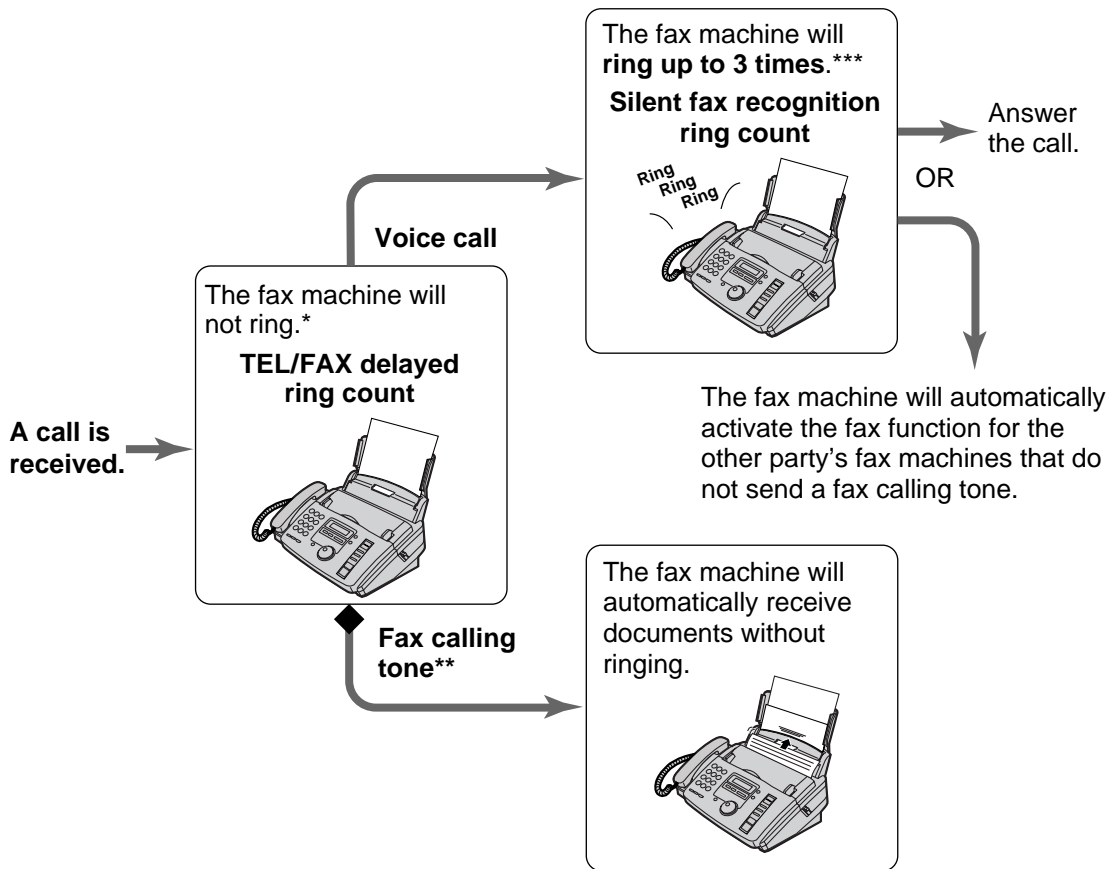 The fax machine will
ring up to 3 times.***
Silent fax recognition
ring count
Ring
Ring
Ring
Answer
the call.
OR
Voice call
The fax machine will
not ring.*
TEL/FAX delayed
ring count
A call is
received.
The fax machine will automatically
activate the fax function for the
other party’s fax machines that do
not send a fax calling tone.
Fax calling
tone**
The fax machine will
automatically receive
documents without
ringing.